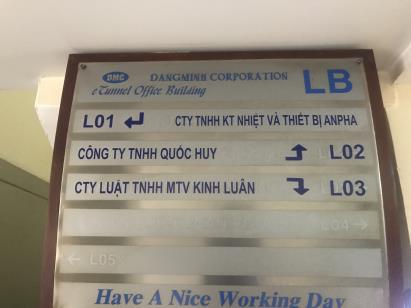 DMC DANGMINH CORPORATION LB
eTunnel Office Building
L01 ↲ CTY TNHH KT NHIỆT VÀ THIẾT BỊ ANPHA
CÔNG TY TNHH QUỐC HUY L02
CTY LUẬT TNHH MTV KINH LUÂN L03
L04 →
← L05
Have A Nice Working Day